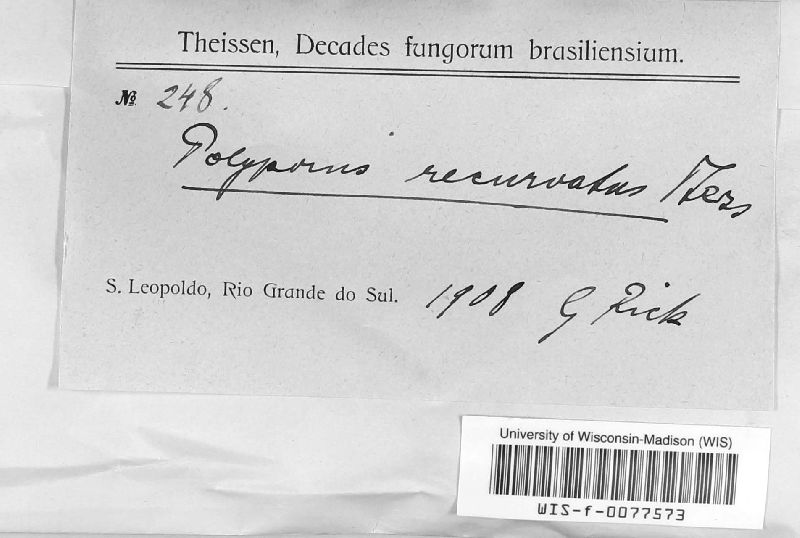 Theissen, Decades fungorum brasiliensium.
№ 248.
Polyporus recurvatus Theiss
S. Leopoldo, Rio Grande do Sul. 1908 G Rick
University of Wisconsin-Madison (WIS)
WIS-f-0077573